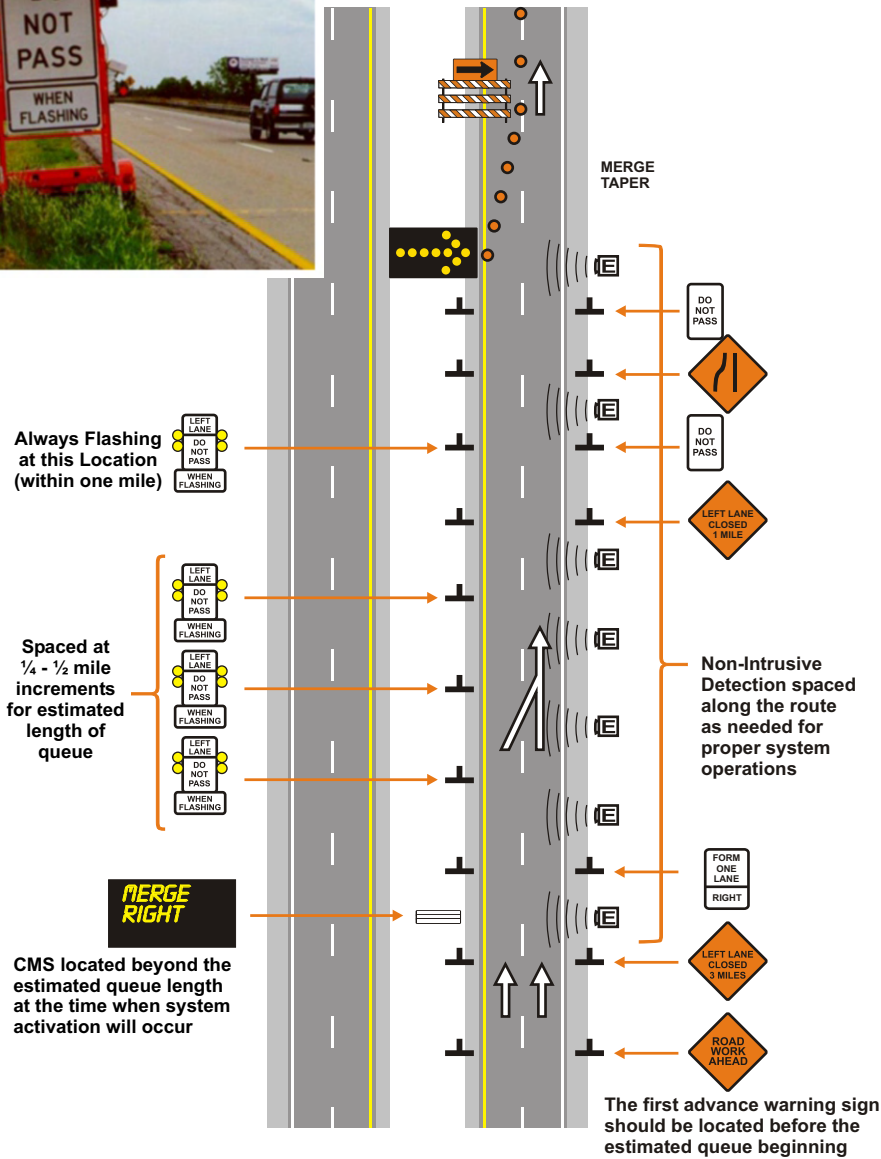 DO
NOT
PASS
WHEN
FLASHING
MERGE
TAPER
E
DO
NOT
PASS
E
Always Flashing
at this Location
(within one mile)
LEFT
LANE
DO
NOT
PASS
WHEN
FLASHING
DO
NOT
PASS
LEFT LANE
CLOSED
1 MILE
E
Spaced at
¼ - ½ mile
increments
for estimated
length of
queue
LEFT
LANE
DO
NOT
PASS
WHEN
FLASHING
LEFT
LANE
DO
NOT
PASS
WHEN
FLASHING
LEFT
LANE
DO
NOT
PASS
WHEN
FLASHING
E
E
E
Non-Intrusive
Detection spaced
along the route
as needed for
proper system
operations
FORM
ONE
LANE
RIGHT
MERGE
RIGHT
E
CMS located beyond the
estimated queue length
at the time when system
activation will occur
LEFT LANE
CLOSED
3 MILES
ROAD
WORK
AHEAD
The first advance warning sign
should be located before the
estimated queue beginning